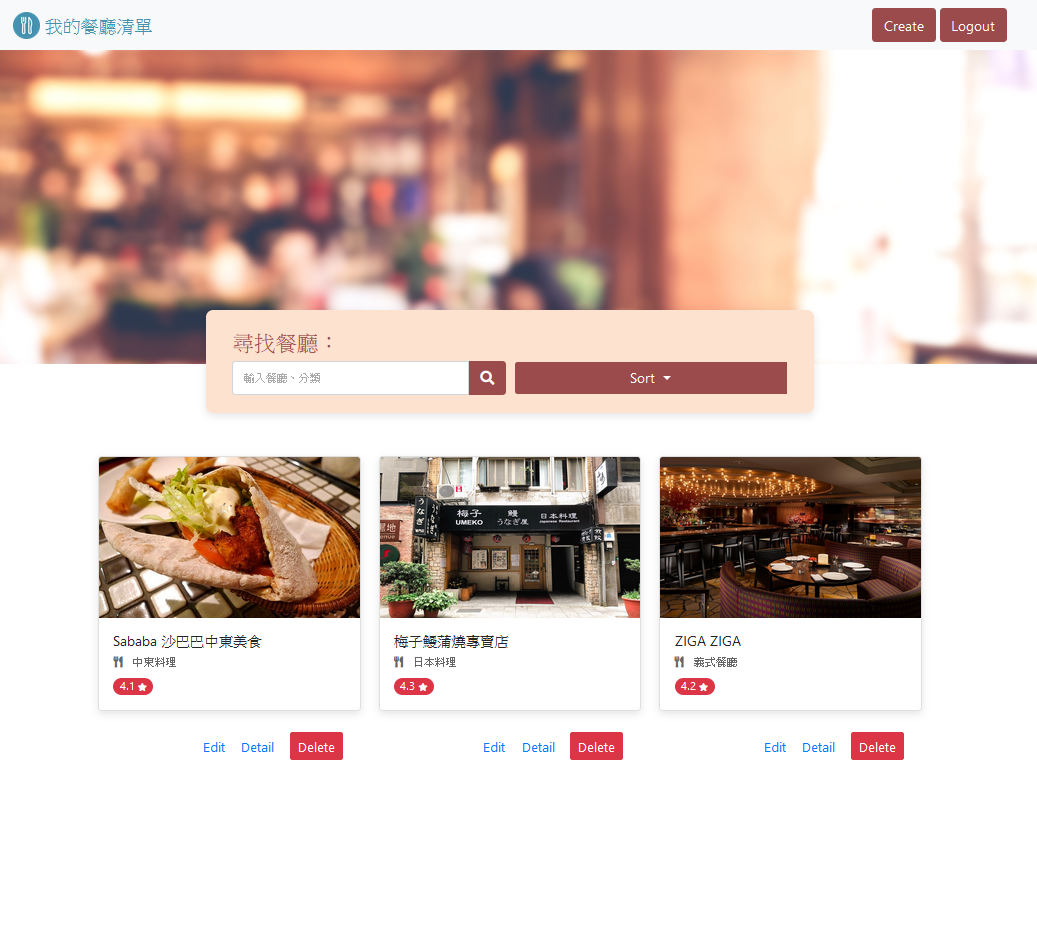 我的餐廳清單
Create
Logout
尋找餐廳：
輸入餐廳、分類
Sort
うなぎ
梅子 鰻 日本料理
UMEKO うなぎ屋 Japanese Restaurant
Sababa 沙巴巴中東美食
中東料理
4.1
梅子鰻蒲燒專賣店
日本料理
4.3
ZIGA ZIGA
義式餐廳
4.2
Edit Detail Delete
Edit Detail Delete
Edit Detail Delete